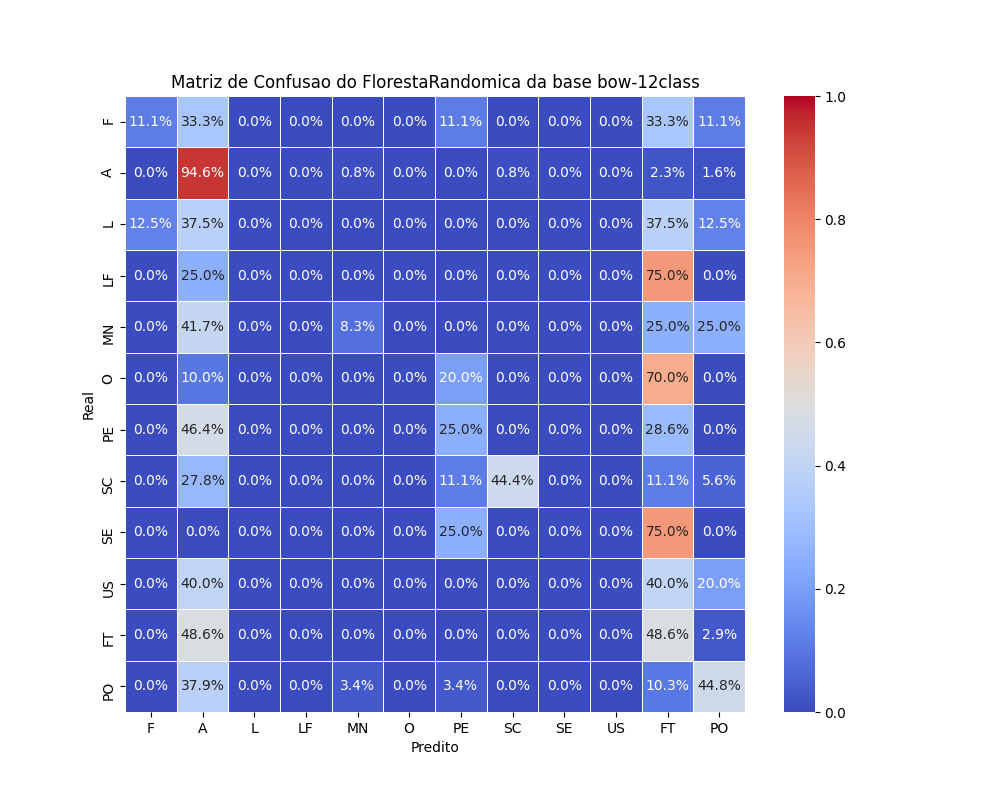 Matriz de Confusao do FlorestaRandomica da base bow-12class
1.0
F 11.1% 33.3% 0.0% 0.0% 0.0% 0.0% 11.1% 0.0% 0.0% 0.0% 33.3% 11.1%
A 0.0% 94.6% 0.0% 0.0% 0.8% 0.0% 0.0% 0.8% 0.0% 0.0% 2.3% 1.6%
0.8
L 12.5% 37.5% 0.0% 0.0% 0.0% 0.0% 0.0% 0.0% 0.0% 0.0% 37.5% 12.5%
LF 0.0% 25.0% 0.0% 0.0% 0.0% 0.0% 0.0% 0.0% 0.0% 0.0% 75.0% 0.0%
MN 0.0% 41.7% 0.0% 0.0% 8.3% 0.0% 0.0% 0.0% 0.0% 0.0% 25.0% 25.0%
0.6
O 0.0% 10.0% 0.0% 0.0% 0.0% 0.0% 20.0% 0.0% 0.0% 0.0% 70.0% 0.0%
Real
PE 0.0% 46.4% 0.0% 0.0% 0.0% 0.0% 25.0% 0.0% 0.0% 0.0% 28.6% 0.0%
0.4
SC 0.0% 27.8% 0.0% 0.0% 0.0% 0.0% 11.1% 44.4% 0.0% 0.0% 11.1% 5.6%
SE 0.0% 0.0% 0.0% 0.0% 0.0% 0.0% 25.0% 0.0% 0.0% 0.0% 75.0% 0.0%
US 0.0% 40.0% 0.0% 0.0% 0.0% 0.0% 0.0% 0.0% 0.0% 0.0% 40.0% 20.0%
0.2
FT 0.0% 48.6% 0.0% 0.0% 0.0% 0.0% 0.0% 0.0% 0.0% 0.0% 48.6% 2.9%
PO 0.0% 37.9% 0.0% 0.0% 3.4% 0.0% 3.4% 0.0% 0.0% 0.0% 10.3% 44.8%
0.0
F A L LF MN O PE SC SE US FT PO
Predito